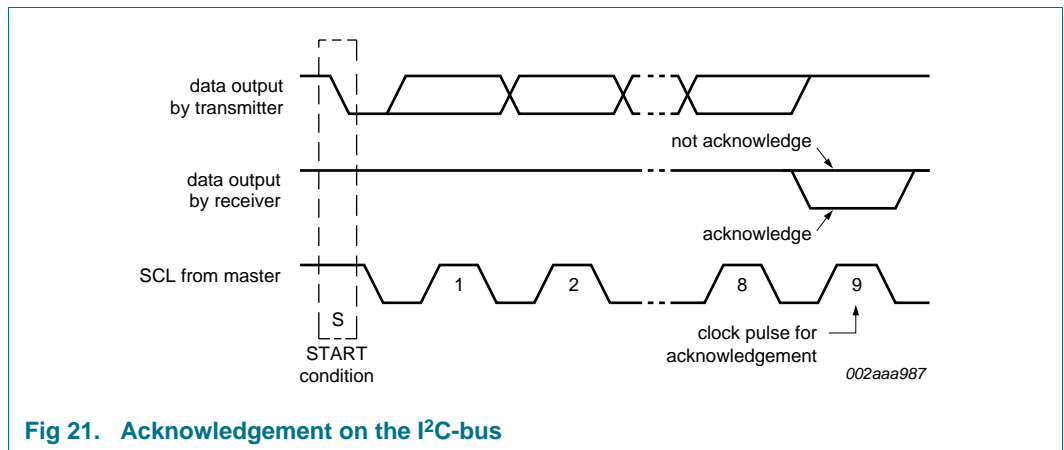 data output
by transmitter
not acknowledge
data output
by receiver
acknowledge
SCL from master
1
2
8
9
S
START
condition
clock pulse for
acknowledgement
002aaa987
Fig 21. Acknowledgement on the I²C-bus